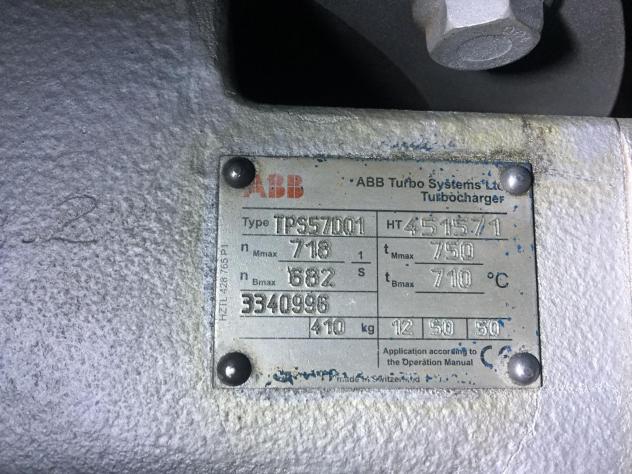 ABB
ABB Turbo Systems Ltd
Turbocharger
Type TPS57D01 HT 451571
n Mmax 718 1/S t Mmax 750
n Bmax 682 t Bmax 710 °C
3340996
410 kg 12 50 50
Application according to
the Operation Manual CE
made in Switzerland
HZTL 428 765 P1